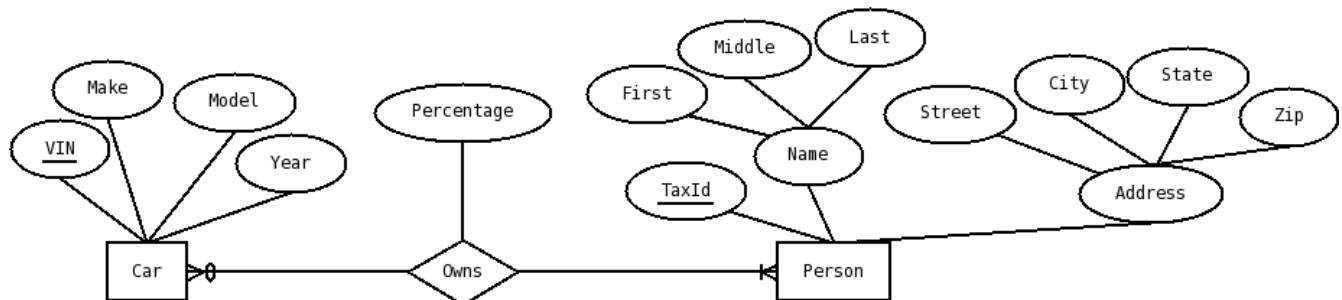 Last
Middle
State
City
Make
First
Model
Percentage
Street
Zip
VIN
Year
Name
TaxId
Address
Car
Owns
Person